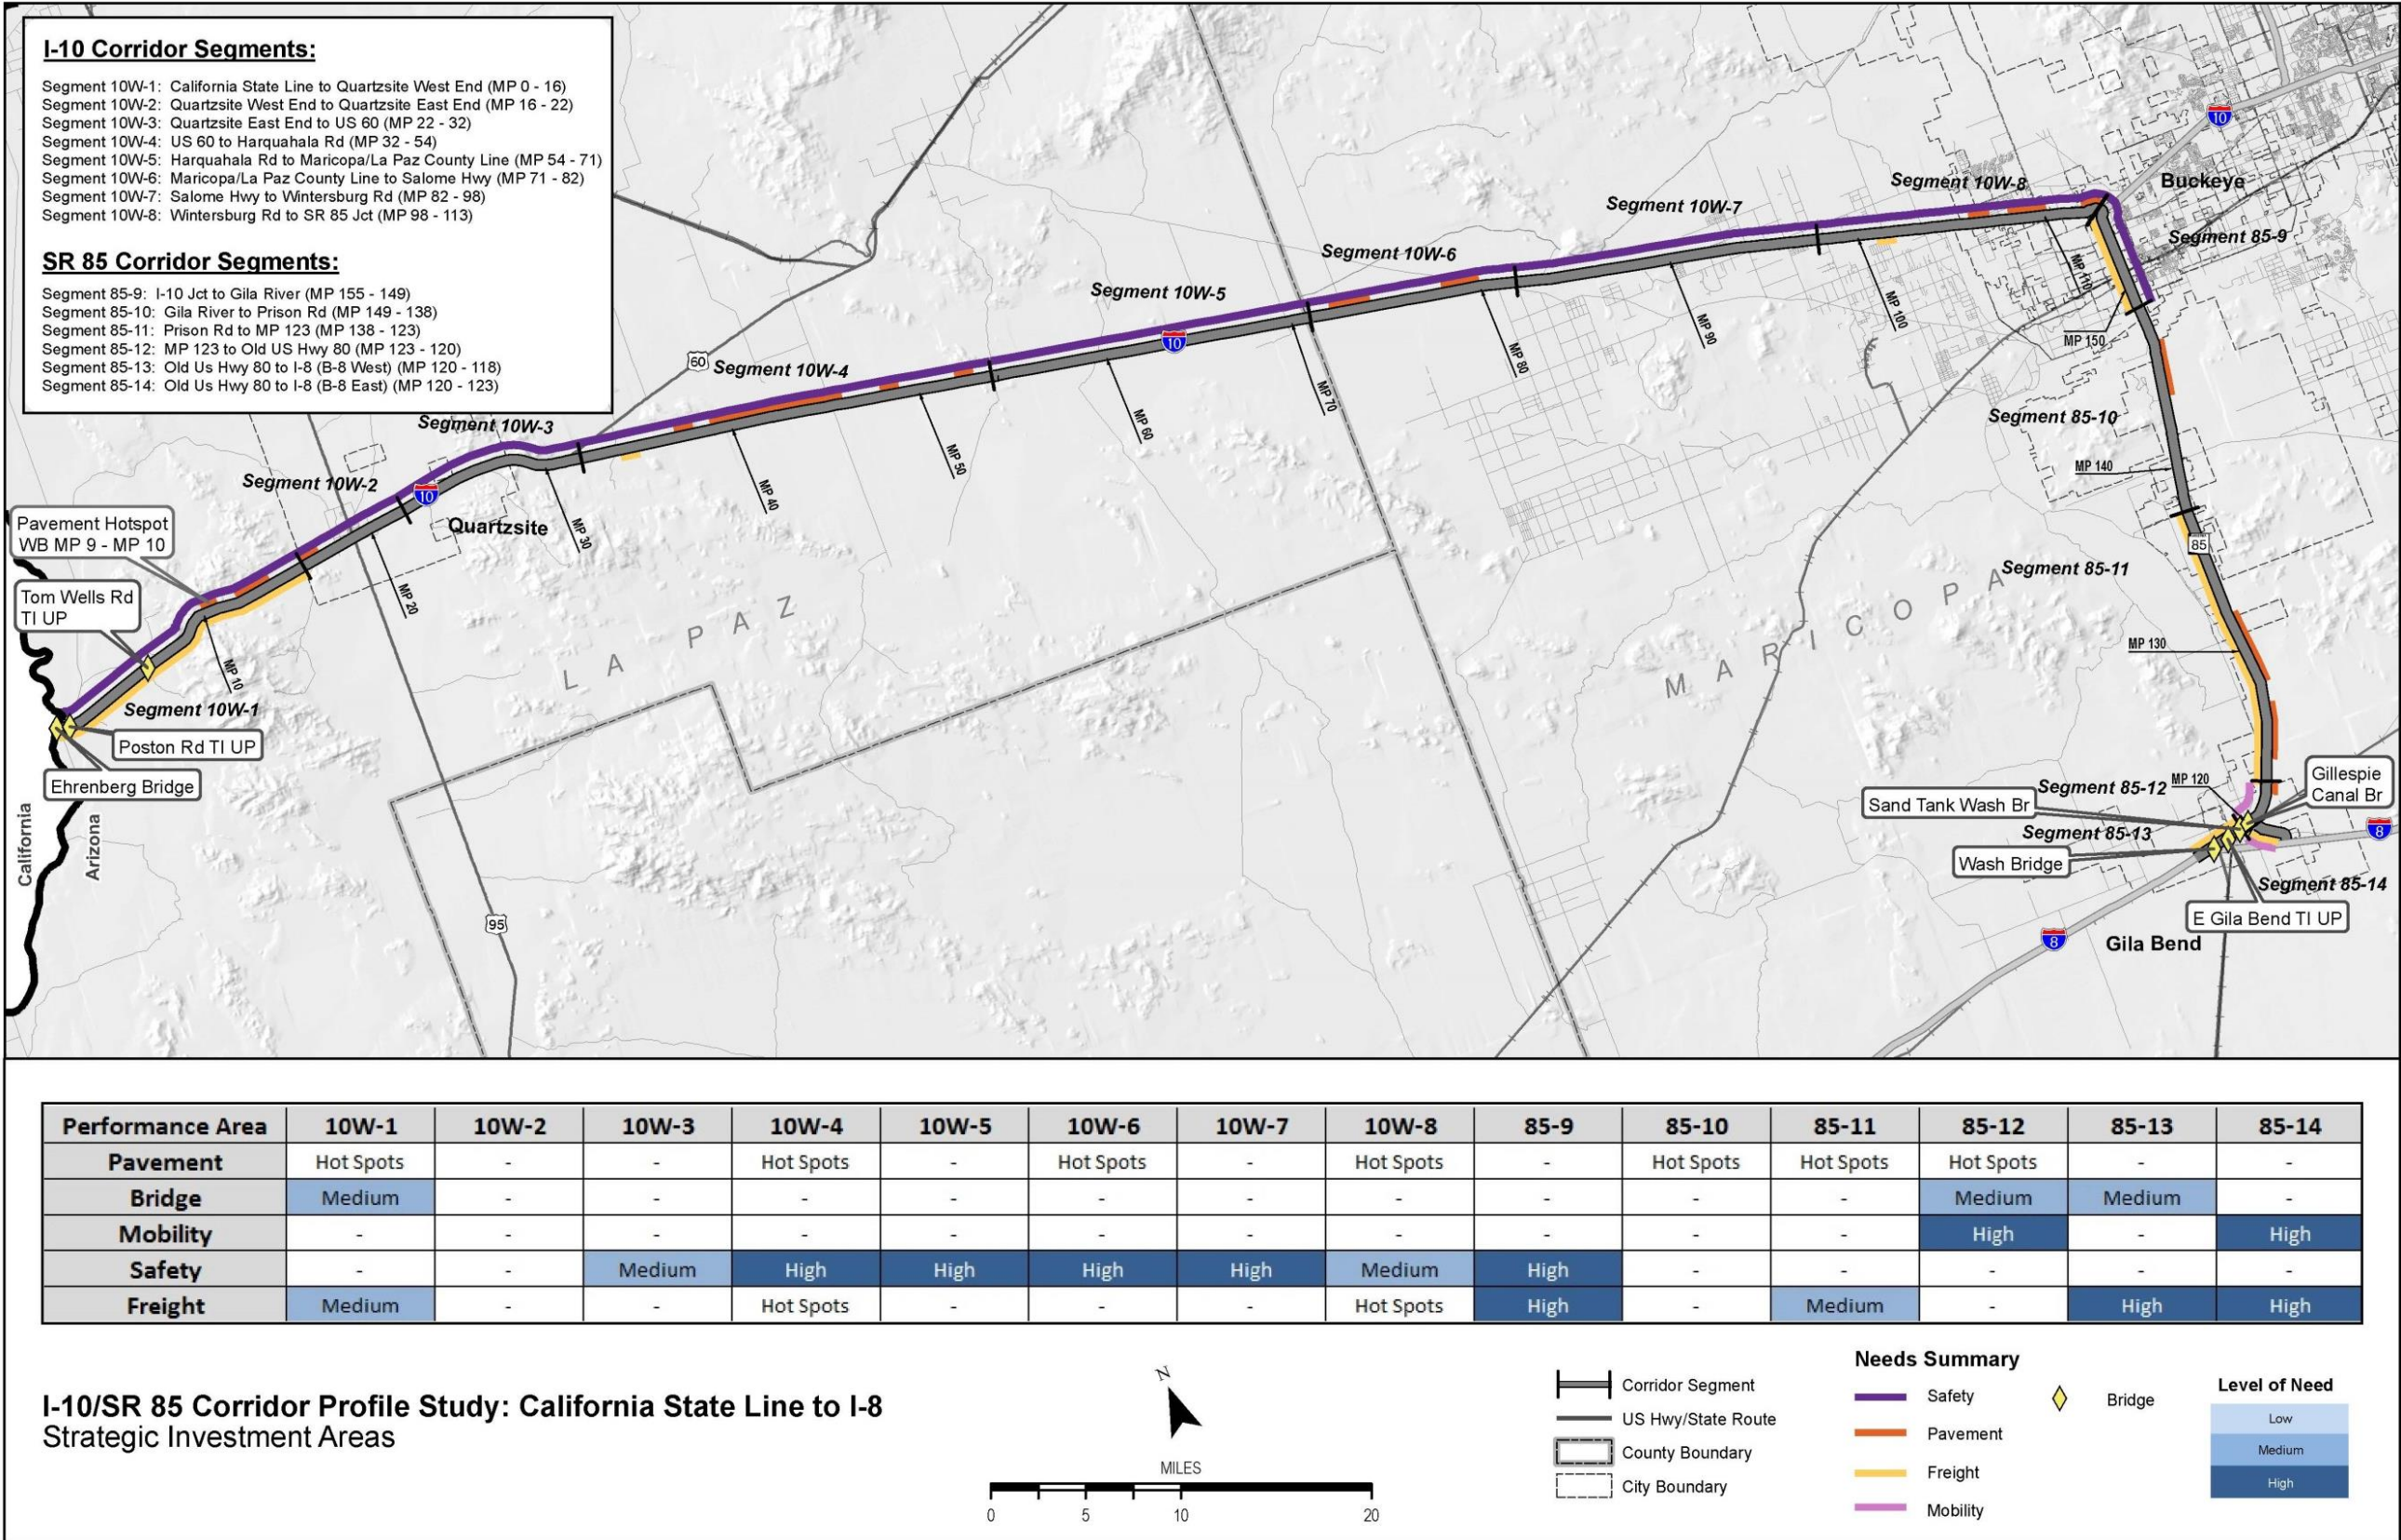 I-10 Corridor Segments:
Segment 10W-1: California State Line to Quartzsite West End (MP 0 - 16)
Segment 10W-2: Quartzsite West End to Quartzsite East End (MP 16 - 22)
Segment 10W-3: Quartzsite East End to US 60 (MP 22 - 32)
Segment 10W-4: US 60 to Harquahala Rd (MP 32 - 54)
Segment 10W-5: Harquahala Rd to Maricopa/La Paz County Line (MP 54 - 71)
Segment 10W-6: Maricopa/La Paz County Line to Salome Hwy (MP 71 - 82)
Segment 10W-7: Salome Hwy to Wintersburg Rd (MP 82 - 98)
Segment 10W-8: Wintersburg Rd to SR 85 Jct (MP 98 - 113)
SR 85 Corridor Segments:
Segment 85-9: I-10 Jct to Gila River (MP 155 - 149)
Segment 85-10: Gila River to Prison Rd (MP 149 - 138)
Segment 85-11: Prison Rd to MP 123 (MP 138 - 123)
Segment 85-12: MP 123 to Old US Hwy 80 (MP 123 - 120)
Segment 85-13: Old US Hwy 80 to I-8 (B-8 West) (MP 120 - 118)
Segment 85-14: Old Us Hwy 80 to I-8 (B-8 East) (MP 120 - 123)
10
Buckeye
Segment 10W-8
Segment 10W-7
Segment 85-9
Segment 10W-6
MP 110
Segment 10W-5
MP 100
MP 90
MP 150
10
MP 80
60
Segment 10W-4
MP 70
Segment 10W-3
MP 60
Segment 85-10
MP 50
MP 140
Segment 10W-2
10
MP 40
Quartzsite
MP 30
Pavement Hotspot
WB MP 9 - MP 10
85
Segment 85-11
Tom Wells Rd
TI UP
MP 20
LA PAZ
MARICOPA
MP 130
MP 10
Segment 10W-1
Poston Rd TI UP
Ehrenberg Bridge
California
Arizona
Segment 85-12
MP 120
Gillespie
Canal Br
Sand Tank Wash Br
Segment 85-13
8
Wash Bridge
Segment 85-14
E Gila Bend TI UP
95
8
Gila Bend
Performance Area 10W-1 10W-2 10W-3 10W-4 10W-5 10W-6 10W-7 10W-8 85-9 85-10 85-11 85-12 85-13 85-14
Pavement Hot Spots - - Hot Spots - Hot Spots - Hot Spots - Hot Spots Hot Spots Hot Spots - -
Bridge Medium - - - - - - - - - - Medium Medium -
Mobility - - - - - - - - - - - High - High
Safety - - Medium High High High High Medium High - - - - -
Freight Medium - - Hot Spots - - - Hot Spots High - Medium - High High
I-10/SR 85 Corridor Profile Study: California State Line to I-8
Strategic Investment Areas
N
MILES
0 5 10 20
Corridor Segment
US Hwy/State Route
County Boundary
City Boundary
Needs Summary
Safety
Pavement
Freight
Mobility
Bridge
Level of Need
Low
Medium
High